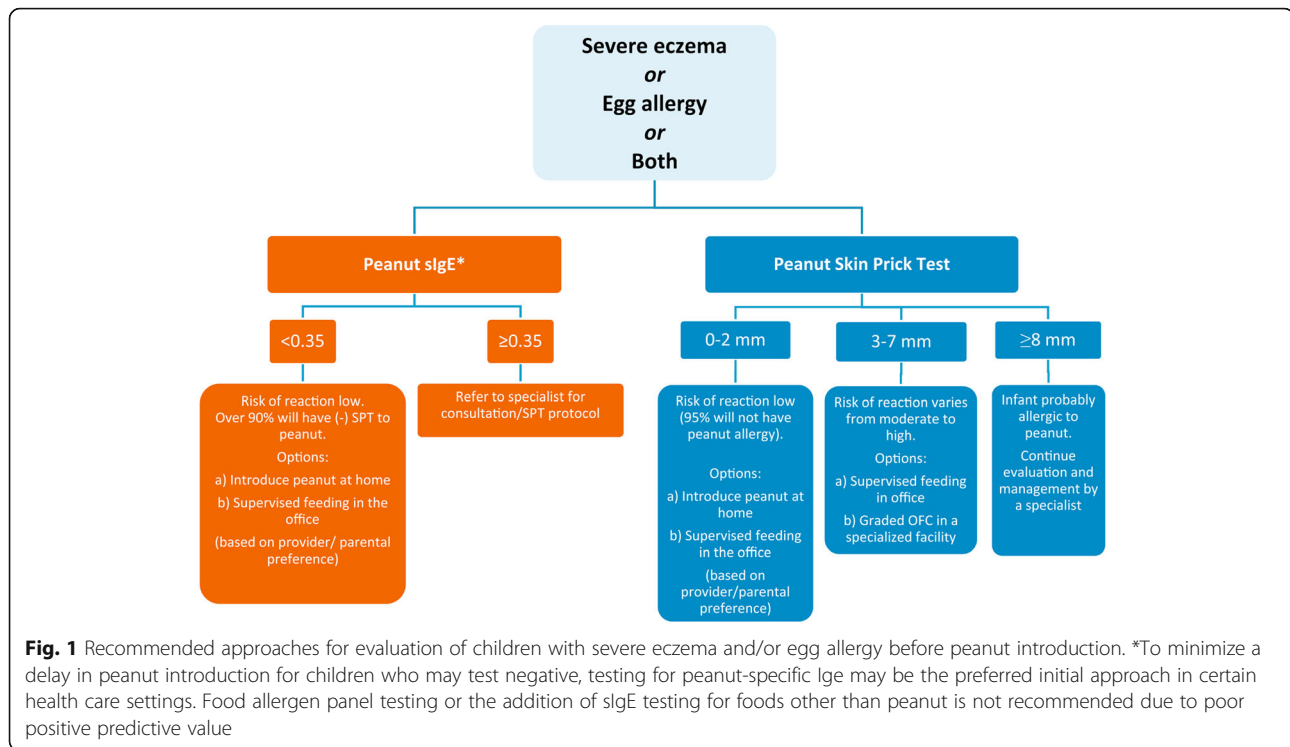 Severe eczema
or
Egg allergy
or
Both
Peanut sIgE*
Peanut Skin Prick Test
<0.35
≥0.35
0-2 mm
3-7 mm
≥8 mm
Risk of reaction low.
Over 90% will have (-) SPT to
peanut.
Options:
a) Introduce peanut at home
b) Supervised feeding in the
office
(based on provider/ parental
preference)
Refer to specialist for
consultation/SPT protocol
Risk of reaction low
(95% will not have
peanut allergy).
Options:
a) Introduce peanut at
home
b) Supervised feeding
in the office
(based on
provider/parental
preference)
Risk of reaction varies
from moderate to
high.
Options:
a) Supervised feeding
in office
b) Graded OFC in a
specialized facility
Infant probably
allergic to
peanut.
Continue
evaluation and
management by
a specialist
Fig. 1 Recommended approaches for evaluation of children with severe eczema and/or egg allergy before peanut introduction. *To minimize a
delay in peanut introduction for children who may test negative, testing for peanut-specific Ige may be the preferred initial approach in certain
health care settings. Food allergen panel testing or the addition of sIgE testing for foods other than peanut is not recommended due to poor
positive predictive value